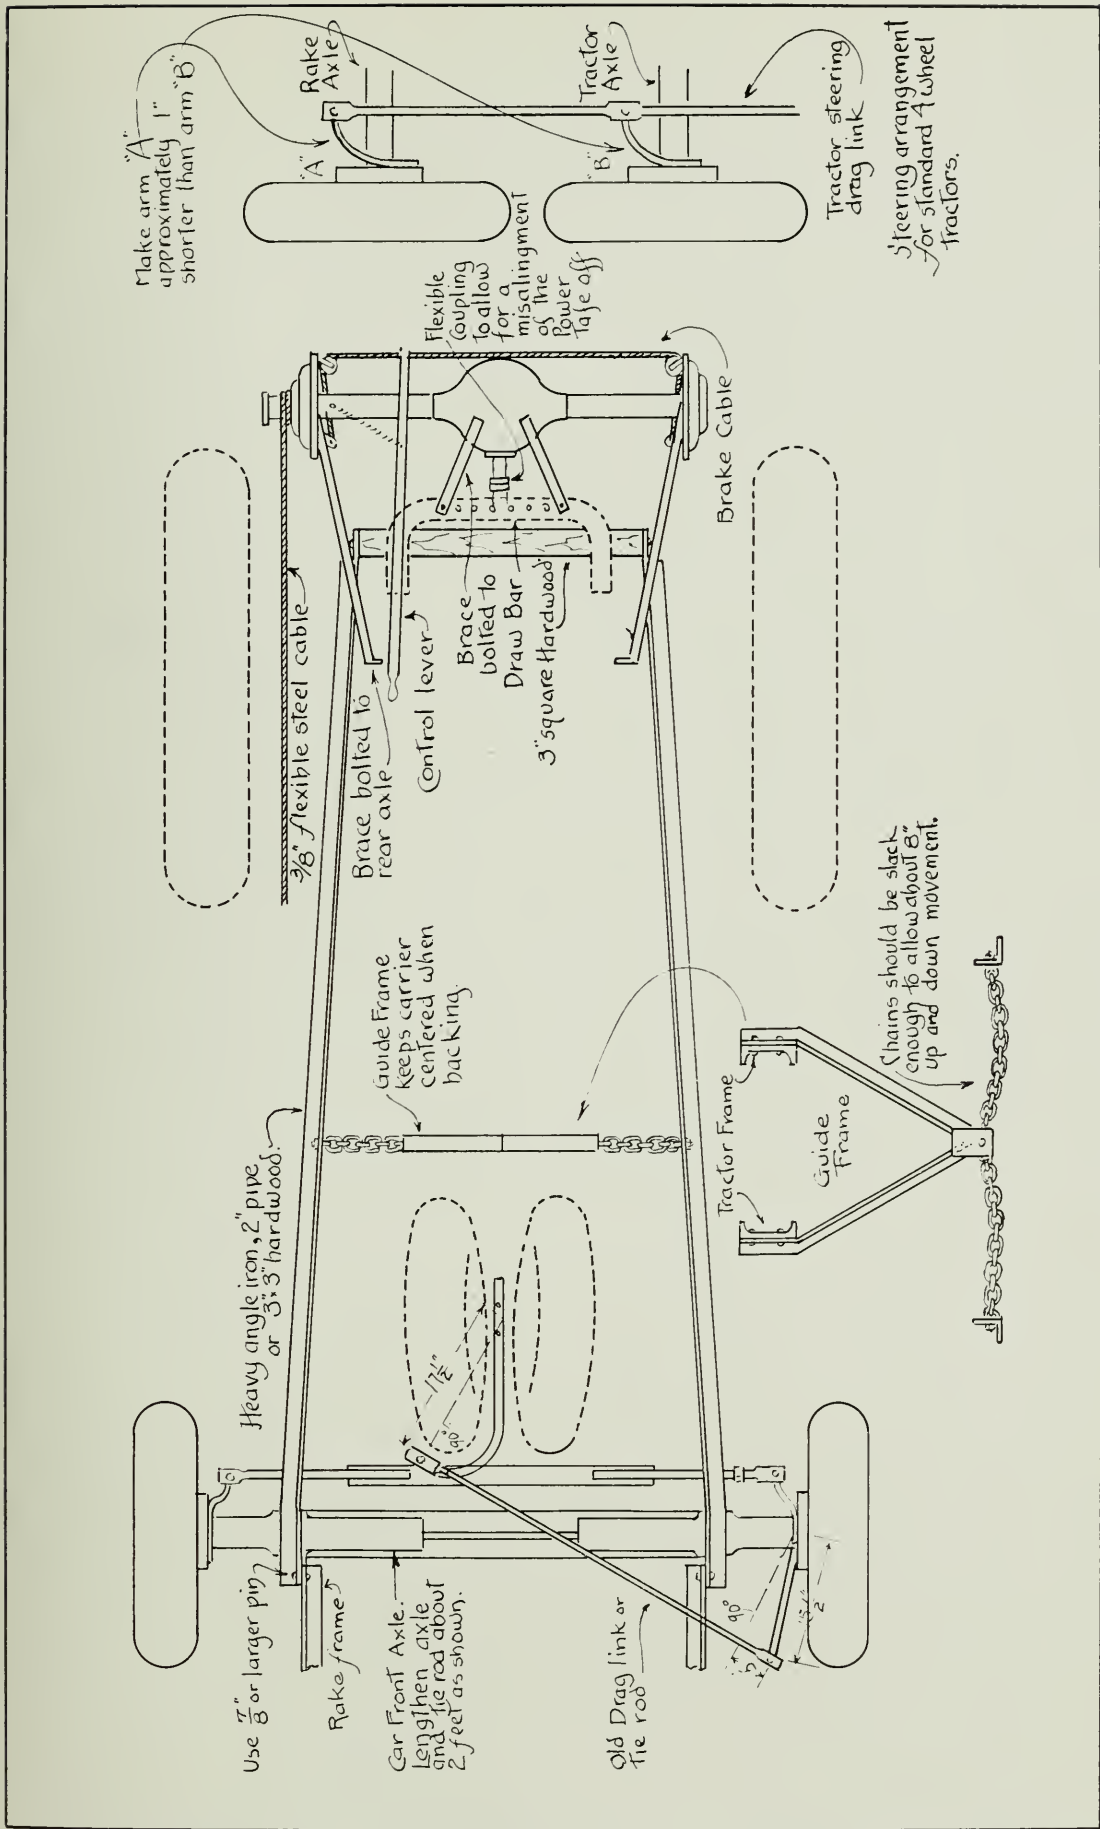 Make arm "A"
approximately 1"
shorter than arm "B"
Rake
Axle
"A"
Tractor
Axle
"B"
Tractor steering
drag link
Steering arrangement
for standard 4 wheel
tractors.
Flexible
Coupling
to allow
for a
misalingment
of the
Power
Take off
Brake Cable
3/8" flexible steel cable
Brace bolted to
rear axle
Control lever
Brace
bolted to
Draw Bar
3" square Hardwood
Guide Frame
keeps carrier
centered when
backing.
Chains should be slack
enough to allow about 8"
up and down movement.
Tractor Frame
Guide
Frame
Heavy angle iron, 2" pipe
or 3"x3" hardwood.
17 1/2"
90°
Use 7/8" or larger pin
Rake frame
Car Front Axle.
Lengthen axle
and tie rod about
2 feet as shown.
Old Drag link or
Tie rod
90°